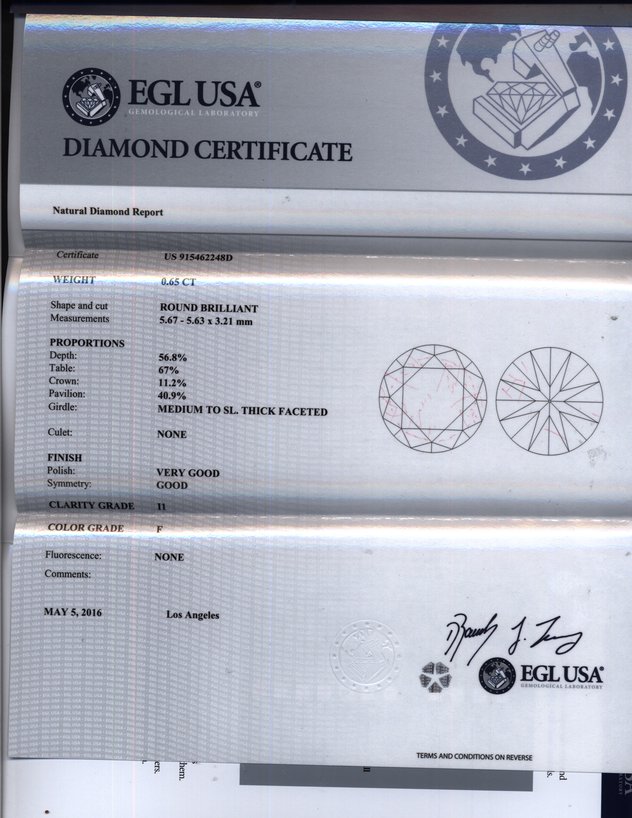 EGL USA®
GEMOLOGICAL LABORATORY
DIAMOND CERTIFICATE
Natural Diamond Report
Certificate US 915462248D
WEIGHT 0.65 CT
Shape and cut ROUND BRILLIANT
Measurements 5.67 - 5.63 x 3.21 mm
PROPORTIONS
Depth: 56.8%
Table: 67%
Crown: 11.2%
Pavilion: 40.9%
Girdle: MEDIUM TO SL. THICK FACETED
Culet: NONE
FINISH
Polish: VERY GOOD
Symmetry: GOOD
CLARITY GRADE I1
COLOR GRADE F
Fluorescence: NONE
Comments:
MAY 5, 2016 Los Angeles
EGL USA®
GEMOLOGICAL LABORATORY
TERMS AND CONDITIONS ON REVERSE